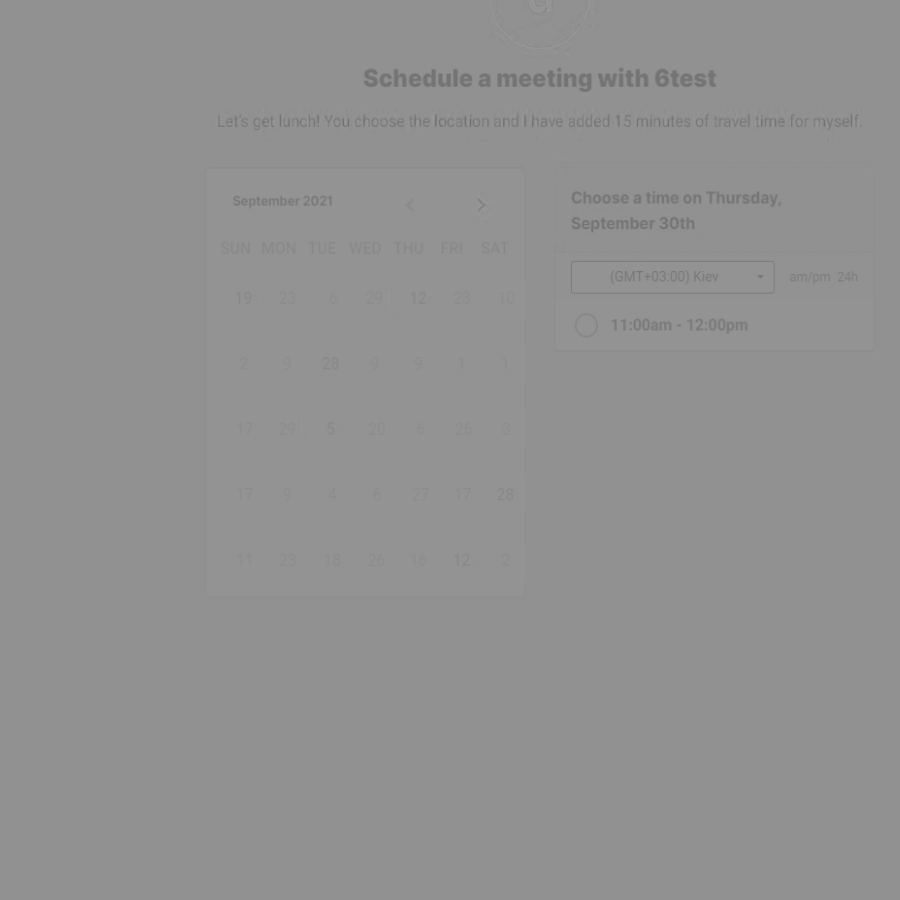 Schedule a meeting with 6test
Let's get lunch! You choose the location and I have added 15 minutes of travel time for myself.
September 2021
SUN MON TUE WED THU FRI SAT
19 23 6 29 12 23 10
2 9 28 9 9 1 1
17 29 5 20 6 26 3
17 9 4 6 27 17 28
11 23 18 26 16 12 2
Choose a time on Thursday,
September 30th
(GMT+03:00) Kiev am/pm 24h
11:00am - 12:00pm